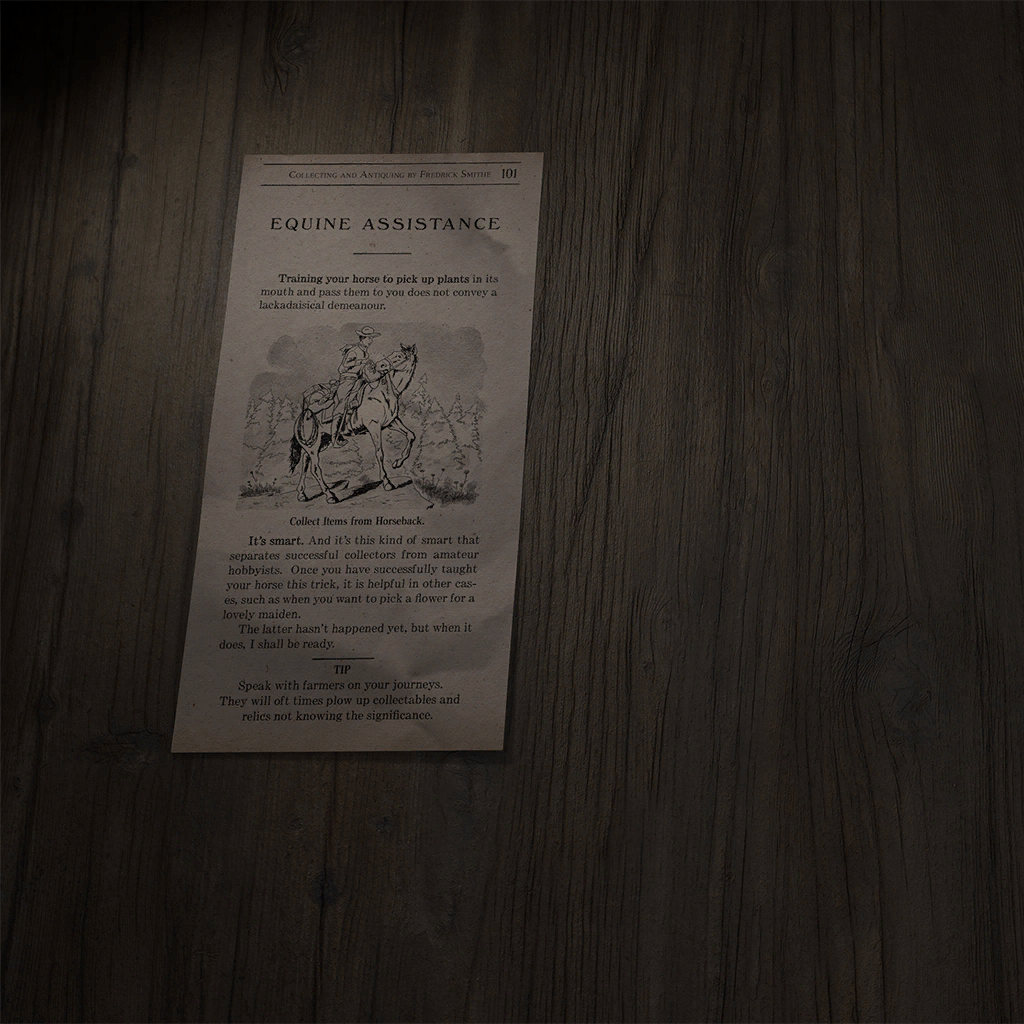 COLLECTING AND ANTIQUING BY FREDRICK SMITHE 101
EQUINE ASSISTANCE
Training your horse to pick up plants in its
mouth and pass them to you does not convey a
lackadaisical demeanour.
Collect Items from Horseback.
It's smart. And it's this kind of smart that
separates successful collectors from amateur
hobbyists. Once you have successfully taught
your horse this trick, it is helpful in other cas-
es, such as when you want to pick a flower for a
lovely maiden.
The latter hasn't happened yet, but when it
does, I shall be ready.
TIP
Speak with farmers on your journeys.
They will oft times plow up collectables and
relics not knowing the significance.